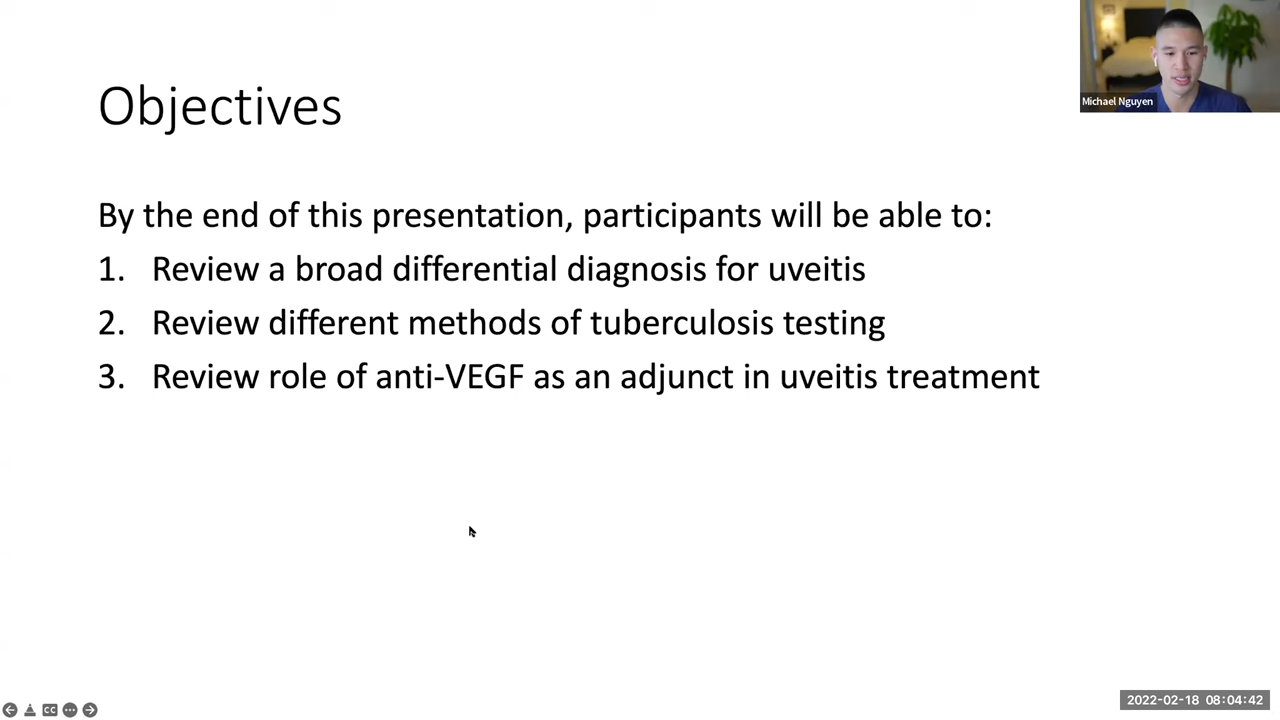 Objectives
Michael Nguyen
By the end of this presentation, participants will be able to:
1. Review a broad differential diagnosis for uveitis
2. Review different methods of tuberculosis testing
3. Review role of anti-VEGF as an adjunct in uveitis treatment
CC
2022-02-18 08:04:42